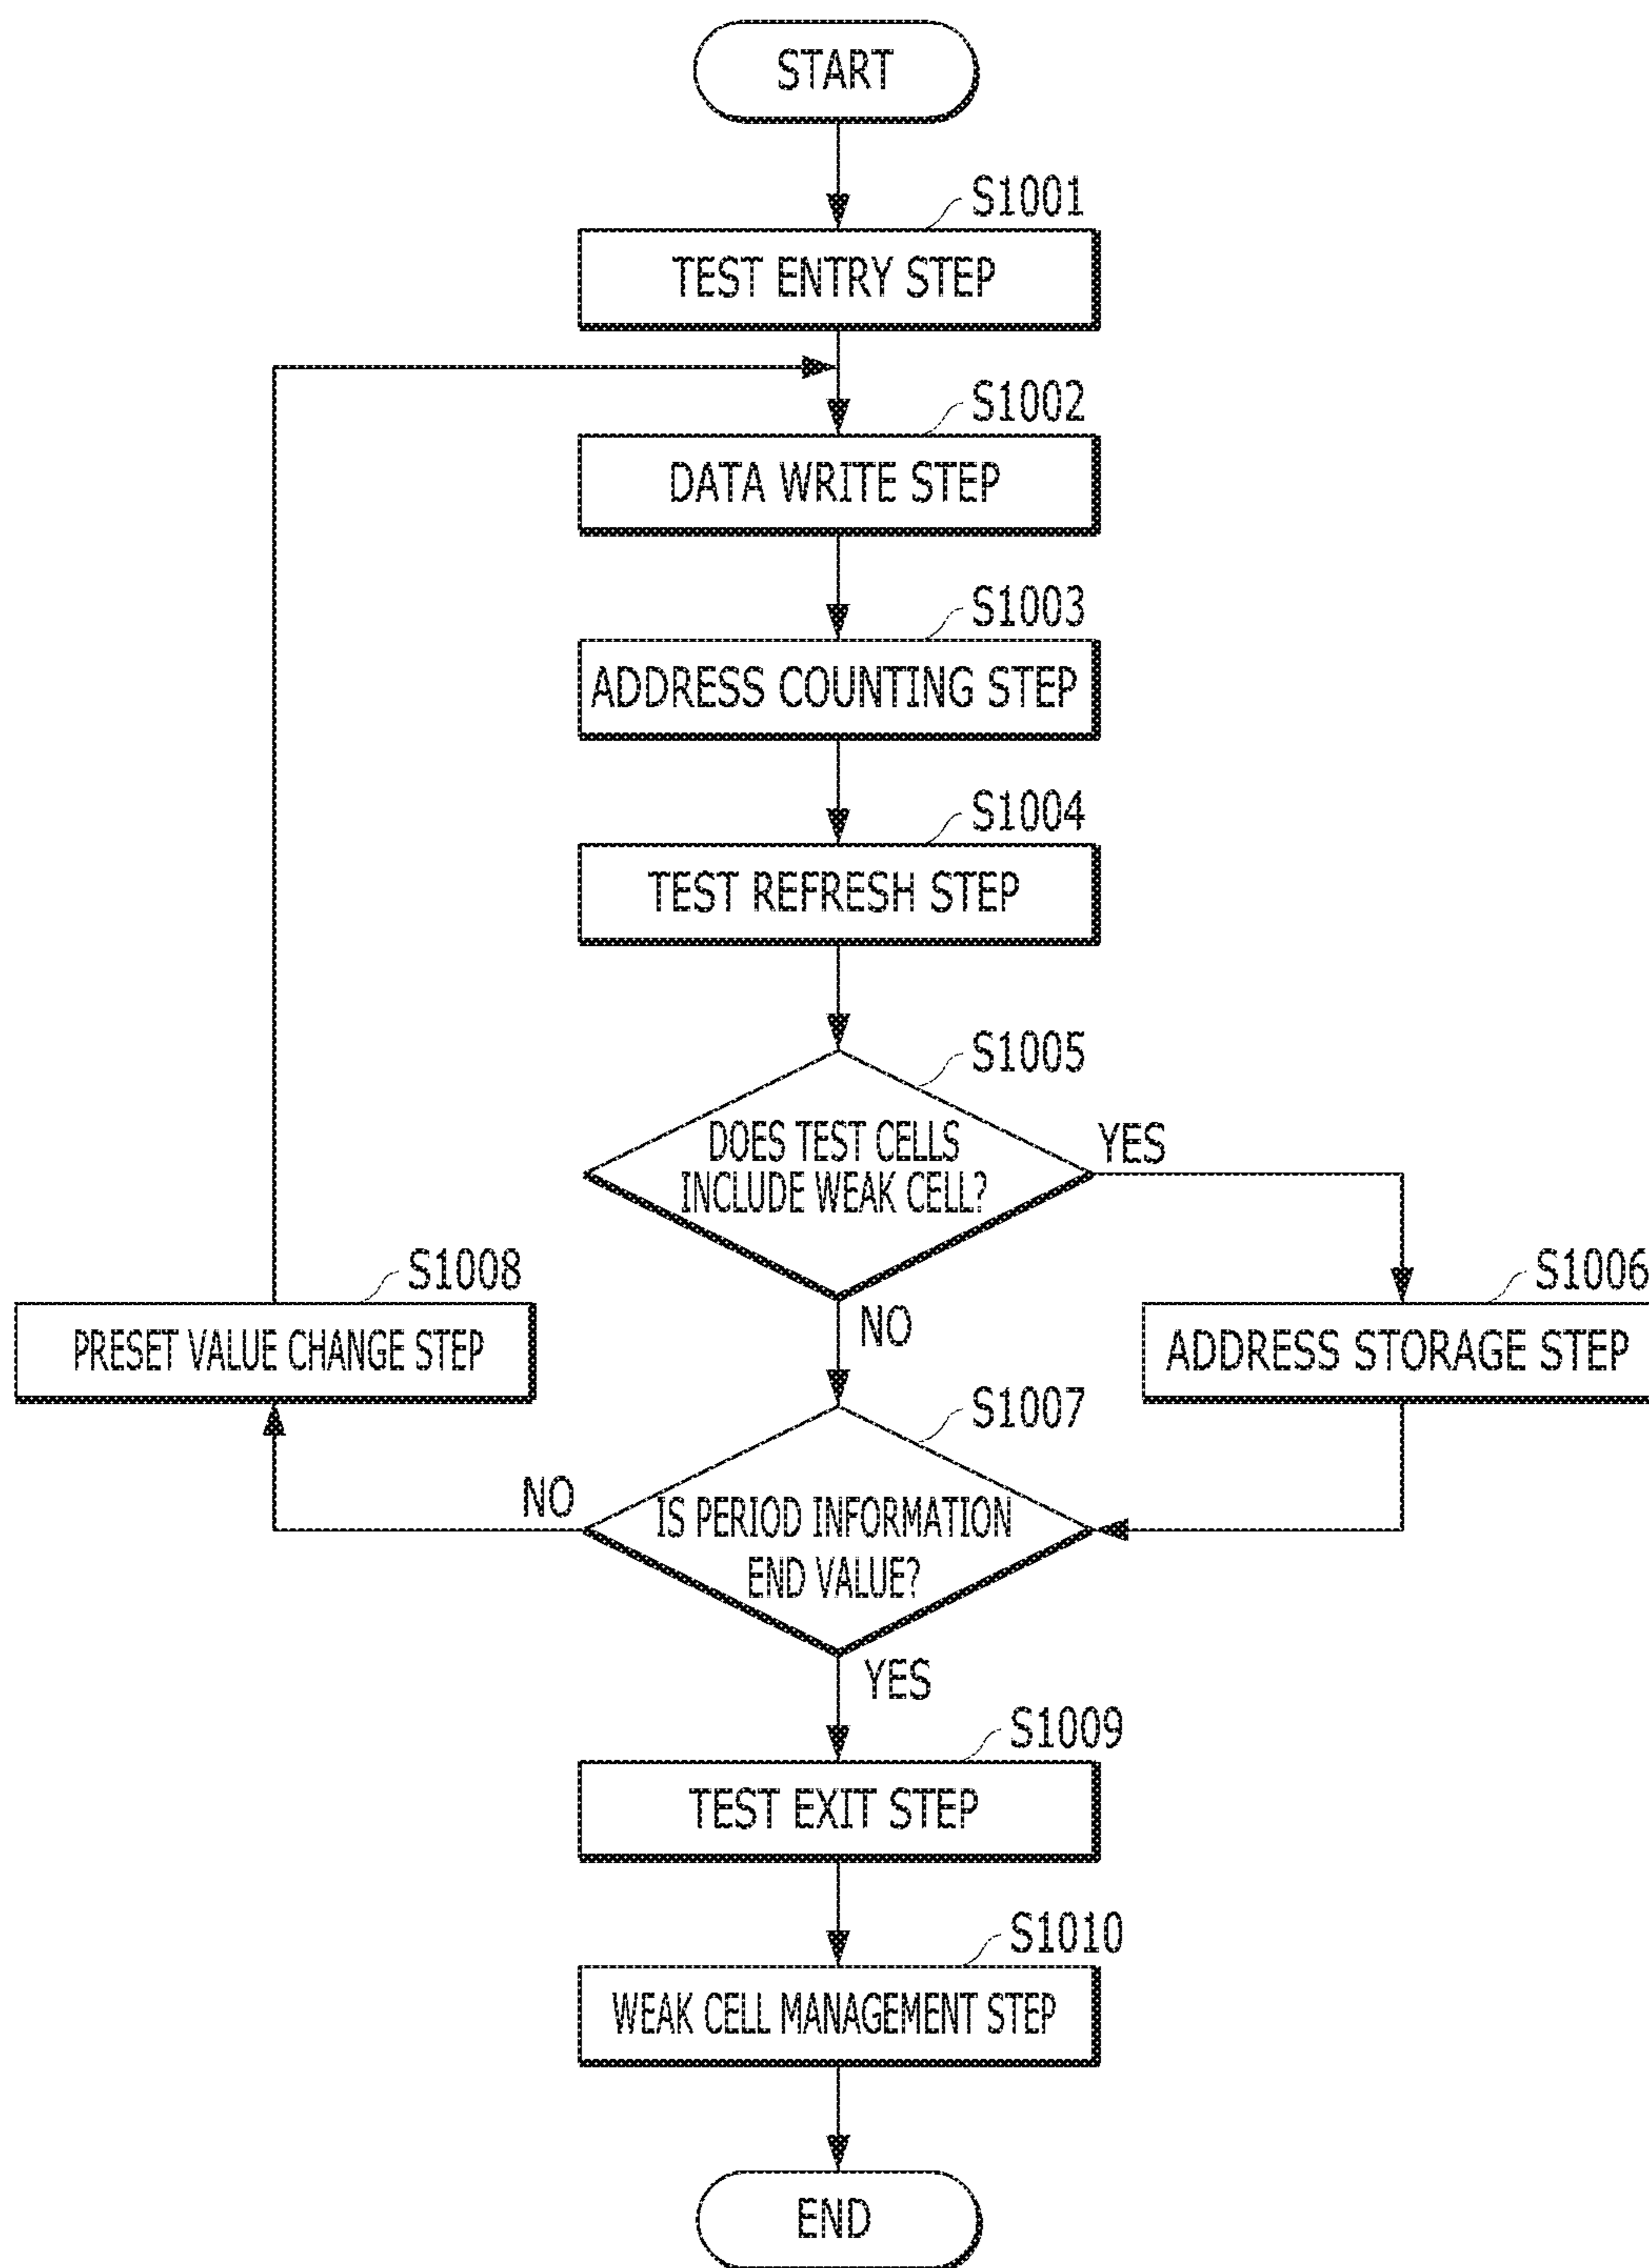 START
S1001
TEST ENTRY STEP
S1002
DATA WRITE STEP
S1003
ADDRESS COUNTING STEP
S1004
TEST REFRESH STEP
S1005
DOES TEST CELLS
INCLUDE WEAK CELL?
YES
NO
S1006
ADDRESS STORAGE STEP
S1008
PRESET VALUE CHANGE STEP
S1007
IS PERIOD INFORMATION
END VALUE?
NO
YES
S1009
TEST EXIT STEP
S1010
WEAK CELL MANAGEMENT STEP
END